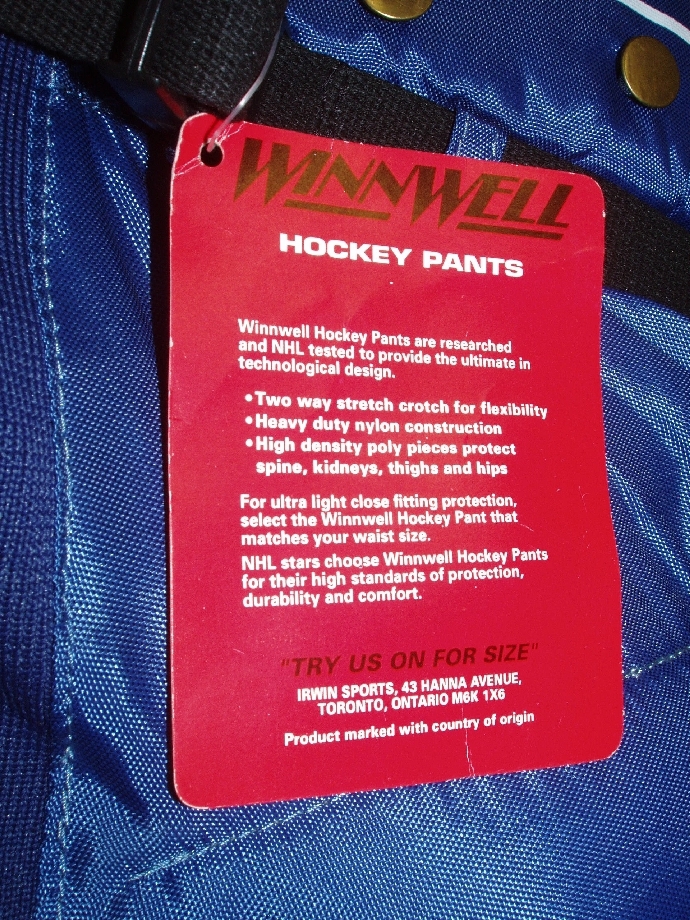 WINNWELL
HOCKEY PANTS
Winnwell Hockey Pants are researched
and NHL tested to provide the ultimate in
technological design.
•Two way stretch crotch for flexibility
•Heavy duty nylon construction
•High density poly pieces protect
spine, kidneys, thighs and hips
For ultra light close fitting protection,
select the Winnwell Hockey Pant that
matches your waist size.
NHL stars choose Winnwell Hockey Pants
for their high standards of protection,
durability and comfort.
"TRY US ON FOR SIZE"
IRWIN SPORTS, 43 HANNA AVENUE,
TORONTO, ONTARIO M6K 1X6
Product marked with country of origin